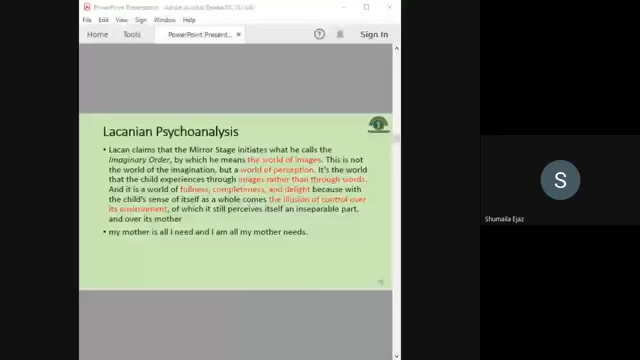 PowerPoint Presentation - Adobe Acrobat Reader DC (32-bit)
File Edit View Sign Window Help
Home Tools PowerPoint Present... × Sign In
Lacanian Psychoanalysis
• Lacan claims that the Mirror Stage initiates what he calls the
Imaginary Order, by which he means the world of images. This is not
the world of the imagination, but a world of perception. It's the world
that the child experiences through images rather than through words.
And it is a world of fullness, completeness, and delight because with
the child's sense of itself as a whole comes the illusion of control over
its environment, of which it still perceives itself an inseparable part,
and over its mother
• my mother is all I need and I am all my mother needs.
S
Shumaila Ejaz